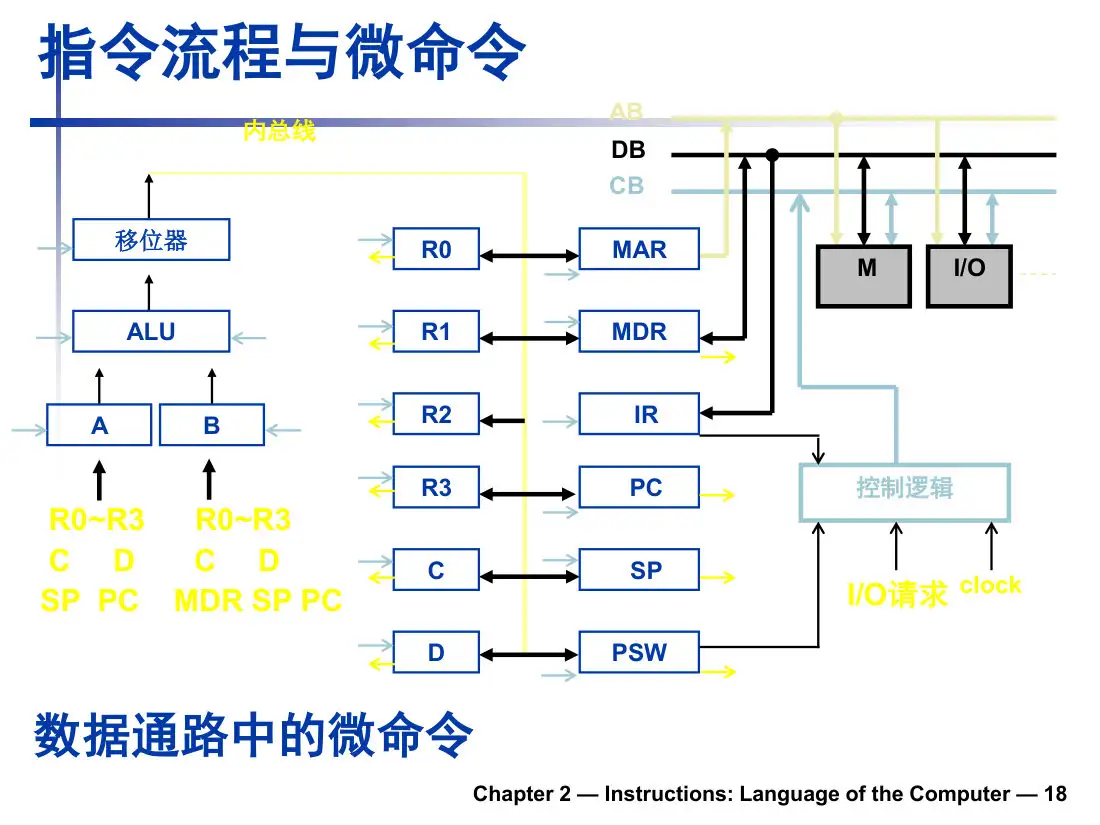 指令流程与微命令
内总线
AB
DB
CB
移位器
R0
MAR
M
I/O
ALU
R1
MDR
A
B
R2
IR
R3
PC
控制逻辑
R0~R3
R0~R3
C D
C D
SP PC
MDR SP PC
C
SP
I/O请求
clock
D
PSW
数据通路中的微命令
Chapter 2 — Instructions: Language of the Computer — 18